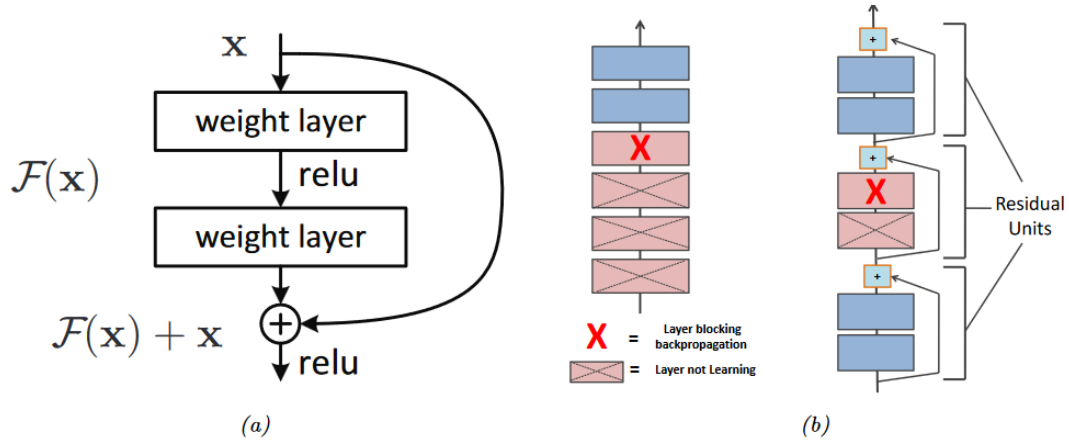 x
weight layer
F(x)
relu
weight layer
F(x) + x
+
relu
(a)
X
X = Layer blocking
backpropagation
= Layer not Learning
+
+
X
+
Residual
Units
(b)